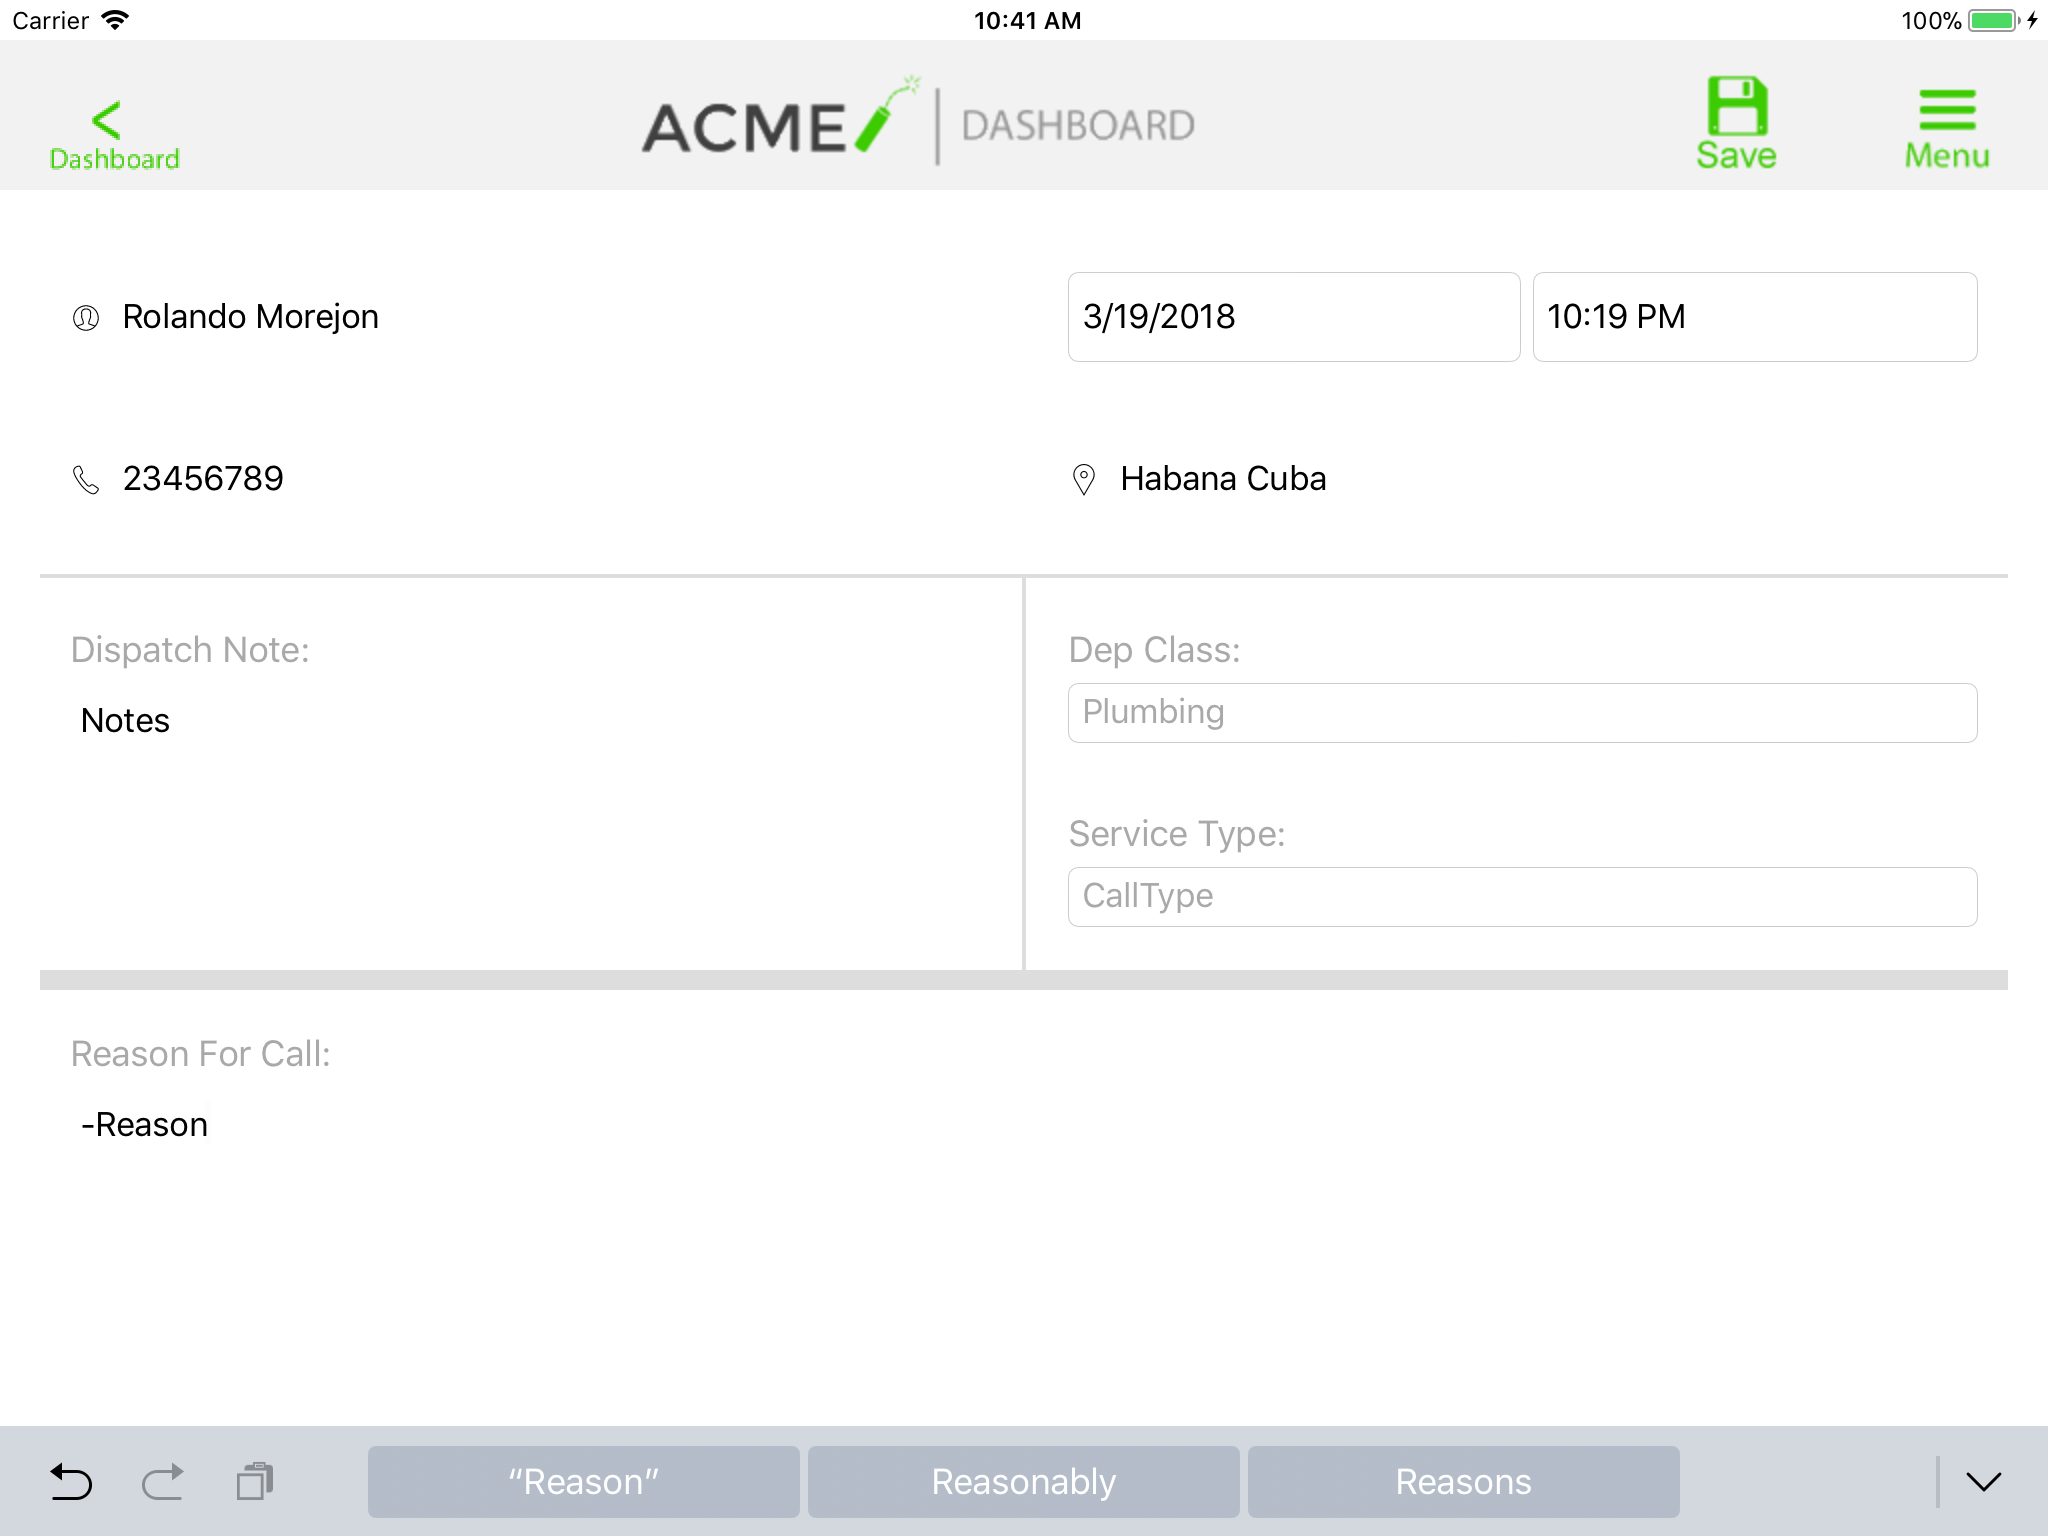 Carrier 10:41 AM 100%
< Dashboard ACME | DASHBOARD Save Menu
Rolando Morejon 3/19/2018 10:19 PM
23456789 Habana Cuba
Dispatch Note:
Notes
Dep Class:
Plumbing
Service Type:
CallType
Reason For Call:
-Reason
“Reason” Reasonably Reasons